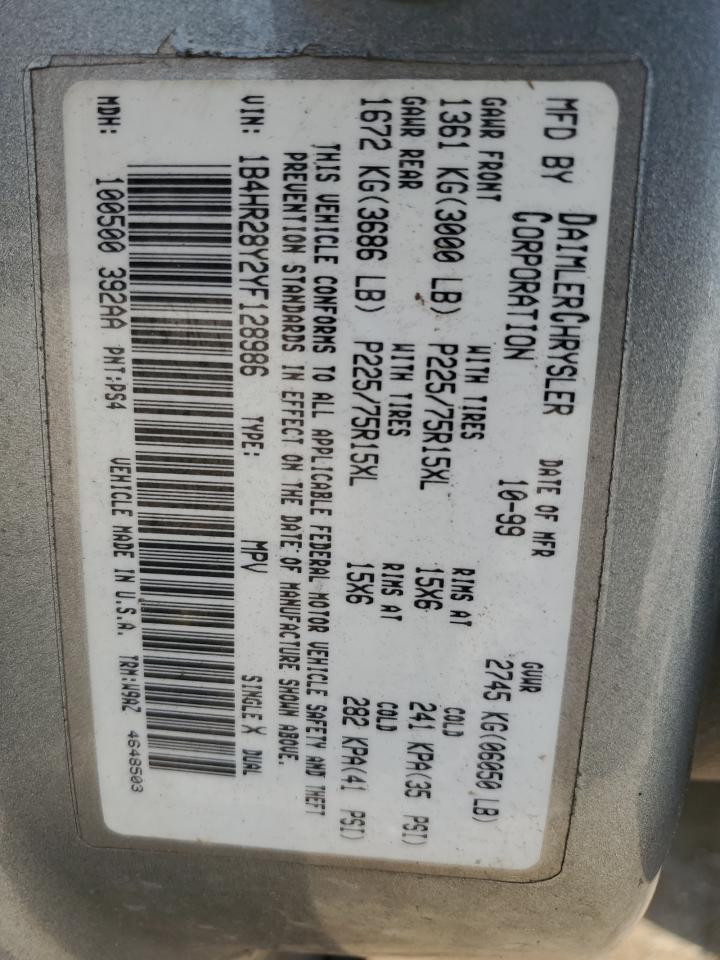 MFD BY DAIMLERCHRYSLER CORPORATION
DATE OF MFR 10-99
GVWR 2745 KG(06050 LB)
GAWR FRONT WITH TIRES RIMS AT COLD
1361 KG(3000 LB) P225/75R15XL 15X6 241 KPA(35 PSI)
GAWR REAR WITH TIRES RIMS AT COLD
1672 KG(3686 LB) P225/75R15XL 15X6 282 KPA(41 PSI)
THIS VEHICLE CONFORMS TO ALL APPLICABLE FEDERAL MOTOR VEHICLE SAFETY AND THEFT
PREVENTION STANDARDS IN EFFECT ON THE DATE OF MANUFACTURE SHOWN ABOVE.
VIN: 1B4HR28Y2YF128986 TYPE: MPV SINGLE X DUAL
MDH: 100500 392AA PNT:PS4 VEHICLE MADE IN U.S.A. TRM:W9AZ 4648503